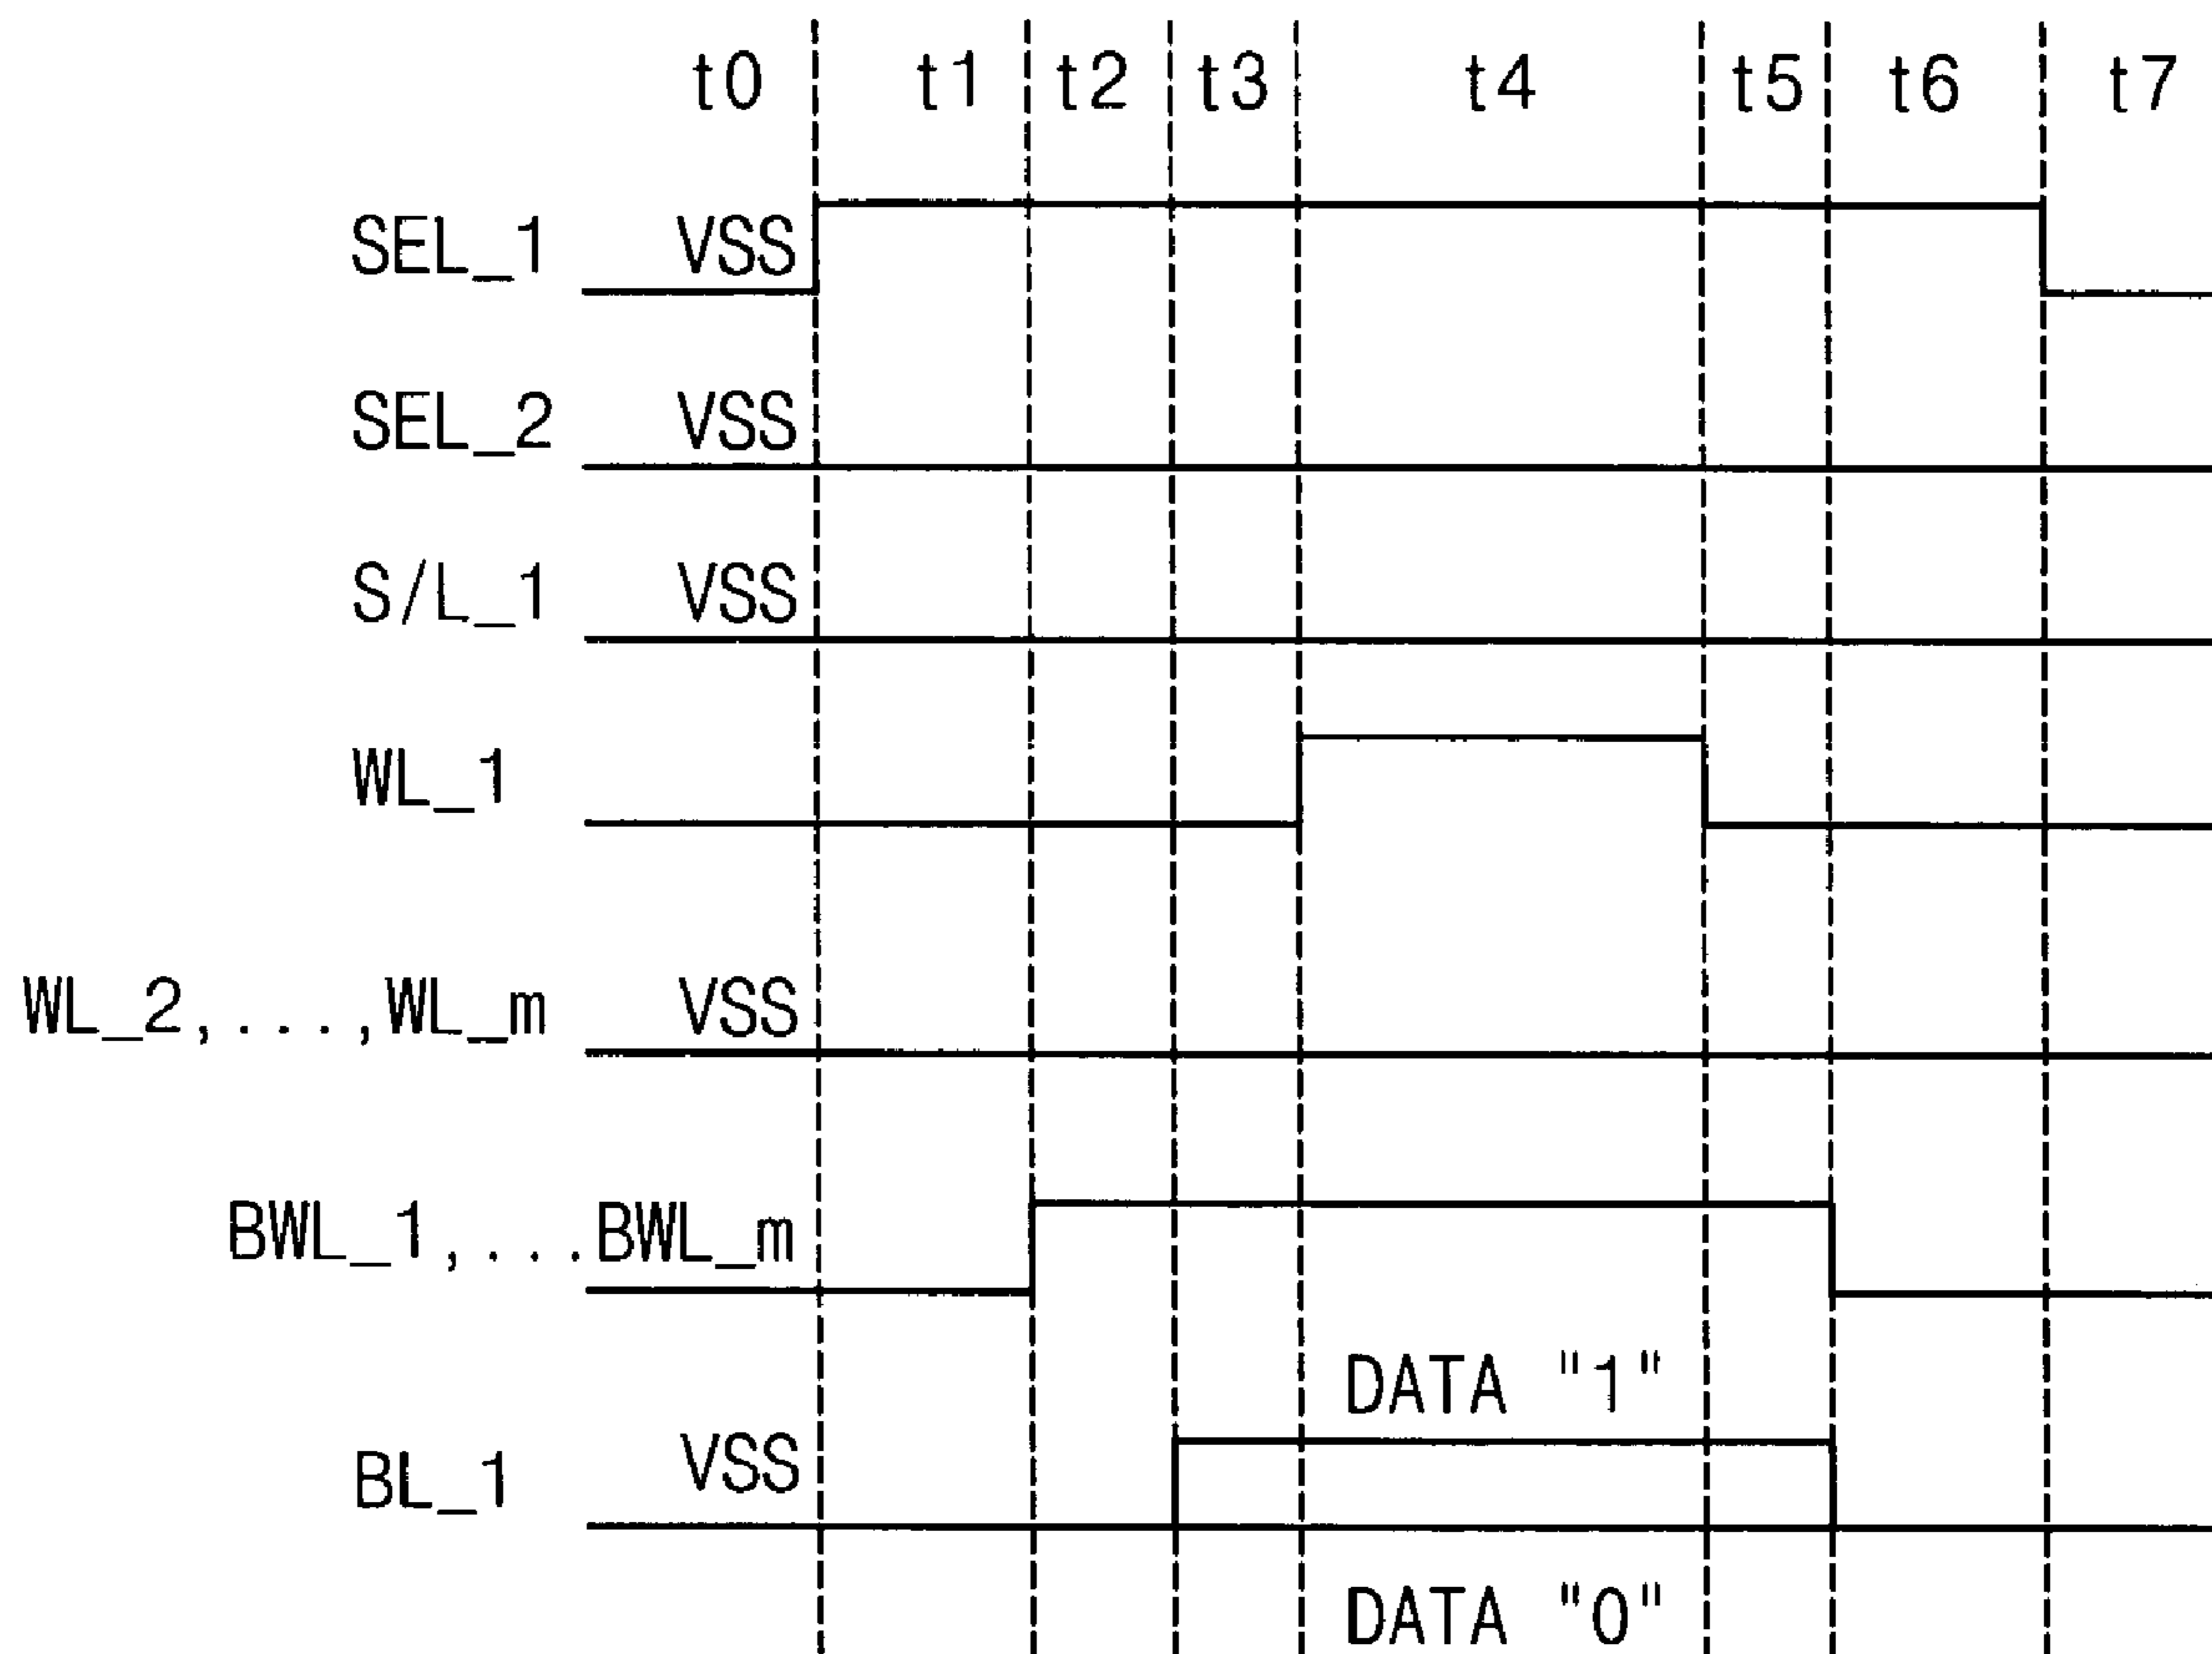 t0 t1 t2 t3 t4 t5 t6 t7
SEL_1 VSS
SEL_2 VSS
S/L_1 VSS
WL_1
WL_2,...,WL_m VSS
BWL_1,...BWL_m
DATA "1"
BL_1 VSS
DATA "0"